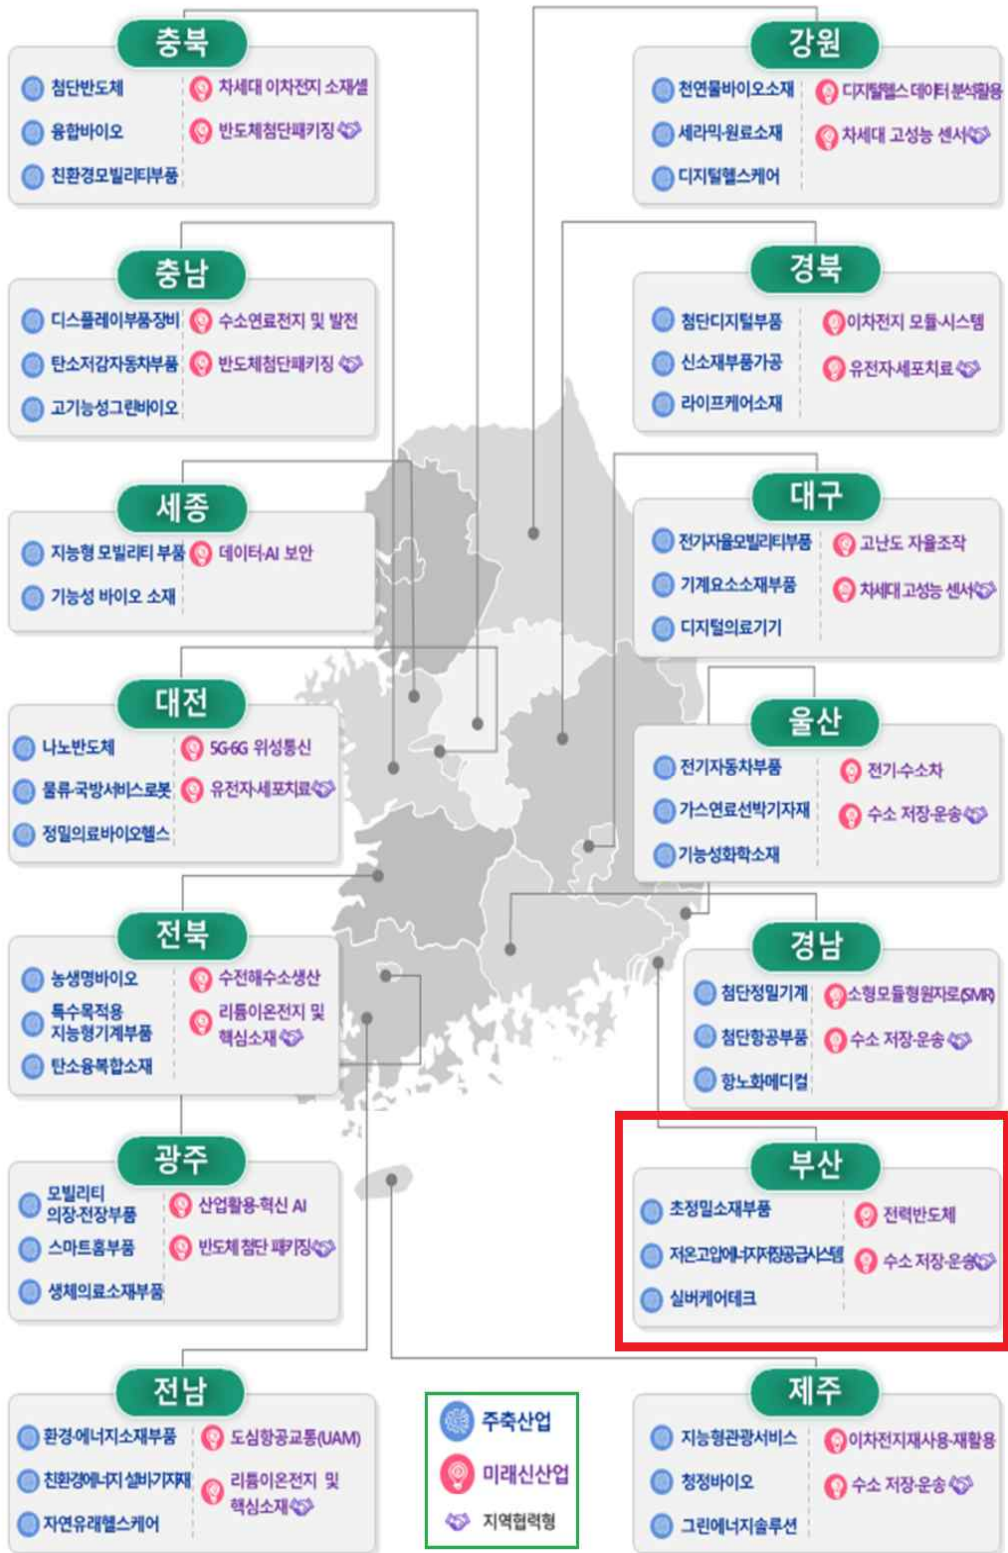 충북
첨단반도체
융합바이오
친환경모빌리티부품
차세대 이차전지 소재·셀
반도체첨단패키징
강원
천연물바이오소재
세라믹·원료소재
디지털헬스케어
디지털헬스 데이터 분석활용
차세대 고성능 센서
충남
디스플레이부품·장비
탄소저감자동차부품
고기능성그린바이오
수소연료전지 및 발전
반도체첨단패키징
경북
첨단디지털부품
신소재부품가공
라이프케어소재
이차전지 모듈·시스템
유전자·세포치료
세종
지능형 모빌리티 부품
기능성 바이오 소재
데이터·AI 보안
대구
전기자율모빌리티부품
기계요소소재부품
디지털의료기기
고난도 자율조작
차세대 고성능 센서
대전
나노반도체
물류·국방서비스로봇
정밀의료바이오헬스
5G·6G 위성통신
유전자·세포치료
울산
전기자동차부품
가스연료선박기자재
기능성화학소재
전기·수소차
수소 저장·운송
전북
농생명바이오
특수목적용
지능형기계부품
탄소융복합소재
수전해수소생산
리튬이온전지 및
핵심소재
경남
첨단정밀기계
첨단항공부품
항노화메디컬
소형모듈형원자로(SMR)
수소 저장·운송
광주
모빌리티
의장·전장부품
스마트홈부품
생체의료소재부품
산업활용·혁신 AI
반도체 첨단 패키징
부산
초정밀소재부품
저온고압에너지저장공급시스템
실버케어테크
전력반도체
수소 저장·운송
전남
환경·에너지소재부품
친환경에너지 설비·기자재
자연유래헬스케어
도심항공교통(UAM)
리튬이온전지 및
핵심소재
주축산업
미래신산업
지역협력형
제주
지능형관광서비스
청정바이오
그린에너지솔루션
이차전지재사용·재활용
수소 저장·운송